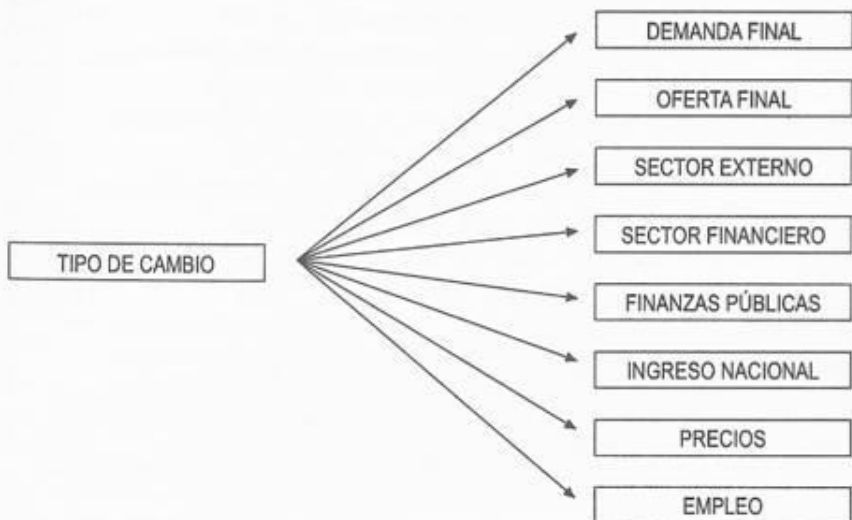 DEMANDA FINAL
OFERTA FINAL
SECTOR EXTERNO
SECTOR FINANCIERO
TIPO DE CAMBIO
FINANZAS PÚBLICAS
INGRESO NACIONAL
PRECIOS
EMPLEO